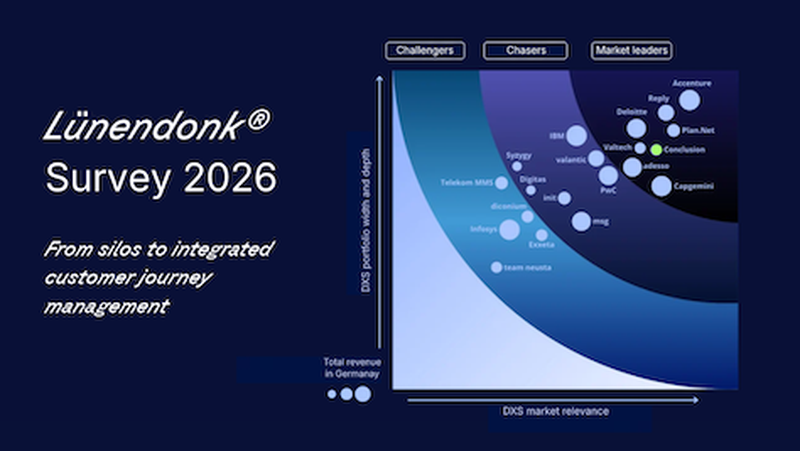 Lünendonk®
Survey 2026
From silos to integrated
customer journey
management
Challengers
Chasers
Market leaders
DXS portfolio width and depth
Accenture
Reply
Deloitte
Plan.Net
IBM
Valtech
Conclusion
valantic
adesso
PwC
Capgemini
Syzygy
Telekom MMS
Digitas
init
diconium
msg
Infosys
Exxeta
team neusta
Total revenue
in Germanay
DXS market relevance